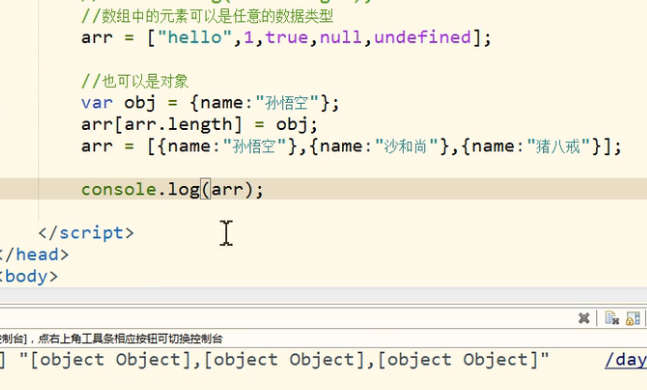 //数组中的元素可以是任意的数据类型
arr = ["hello",1,true,null,undefined];
//也可以是对象
var obj = {name:"孙悟空"};
arr[arr.length] = obj;
arr = [{name:"孙悟空"},{name:"沙和尚"},{name:"猪八戒"}];
console.log(arr);
</script>
</head>
<body>
制台]，点右上角工具条相应按钮可切换控制台
] "[object Object],[object Object],[object Object]" /day